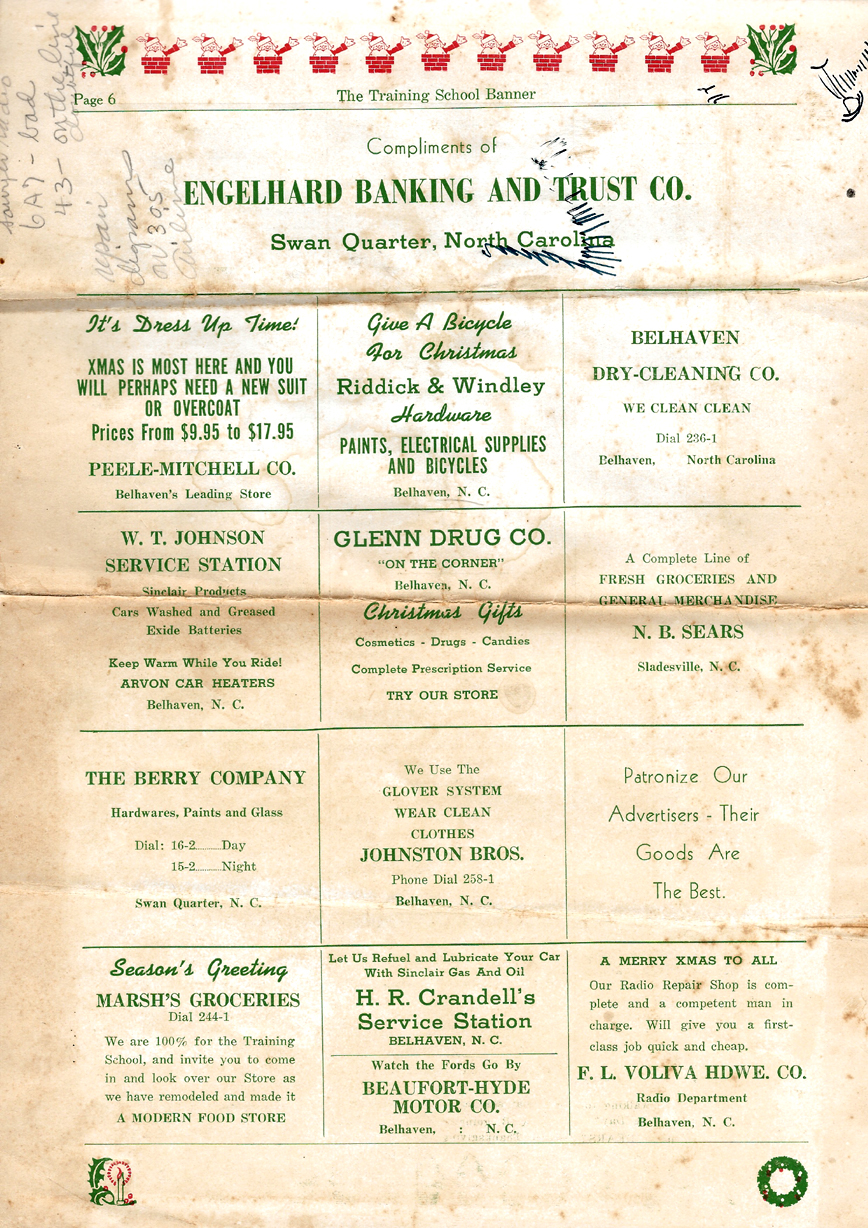 Page 6
The Training School Banner
6A7 - bad
43 -
repair
Compliments of
ENGELHARD BANKING AND TRUST CO.
Swan Quarter, North Carolina
It's Dress Up Time!
XMAS IS MOST HERE AND YOU
WILL PERHAPS NEED A NEW SUIT
OR OVERCOAT
Prices From $9.95 to $17.95
PEELE-MITCHELL CO.
Belhaven's Leading Store
Give A Bicycle
For Christmas
Riddick & Windley
Hardware
PAINTS, ELECTRICAL SUPPLIES
AND BICYCLES
Belhaven, N. C.
BELHAVEN
DRY-CLEANING CO.
WE CLEAN CLEAN
Dial 236-1
Belhaven, North Carolina
W. T. JOHNSON
SERVICE STATION
Sinclair Products
Cars Washed and Greased
Exide Batteries
Keep Warm While You Ride!
ARVON CAR HEATERS
Belhaven, N. C.
GLENN DRUG CO.
"ON THE CORNER"
Belhaven, N. C.
Christmas Gifts
Cosmetics - Drugs - Candies
Complete Prescription Service
TRY OUR STORE
A Complete Line of
FRESH GROCERIES AND
GENERAL MERCHANDISE
N. B. SEARS
Sladesville, N. C.
THE BERRY COMPANY
Hardwares, Paints and Glass
Dial: 16-2........Day
15-2........Night
Swan Quarter, N. C.
We Use The
GLOVER SYSTEM
WEAR CLEAN
CLOTHES
JOHNSTON BROS.
Phone Dial 258-1
Belhaven, N. C.
Patronize Our
Advertisers - Their
Goods Are
The Best.
Season's Greeting
MARSH'S GROCERIES
Dial 244-1
We are 100% for the Training
School, and invite you to come
in and look over our Store as
we have remodeled and made it
A MODERN FOOD STORE
Let Us Refuel and Lubricate Your Car
With Sinclair Gas And Oil
H. R. Crandell's
Service Station
BELHAVEN, N. C.
Watch the Fords Go By
BEAUFORT-HYDE
MOTOR CO.
Belhaven, : N. C.
A MERRY XMAS TO ALL
Our Radio Repair Shop is com-
plete and a competent man in
charge. Will give you a first-
class job quick and cheap.
F. L. VOLIVA HDWE. CO.
Radio Department
Belhaven, N. C.